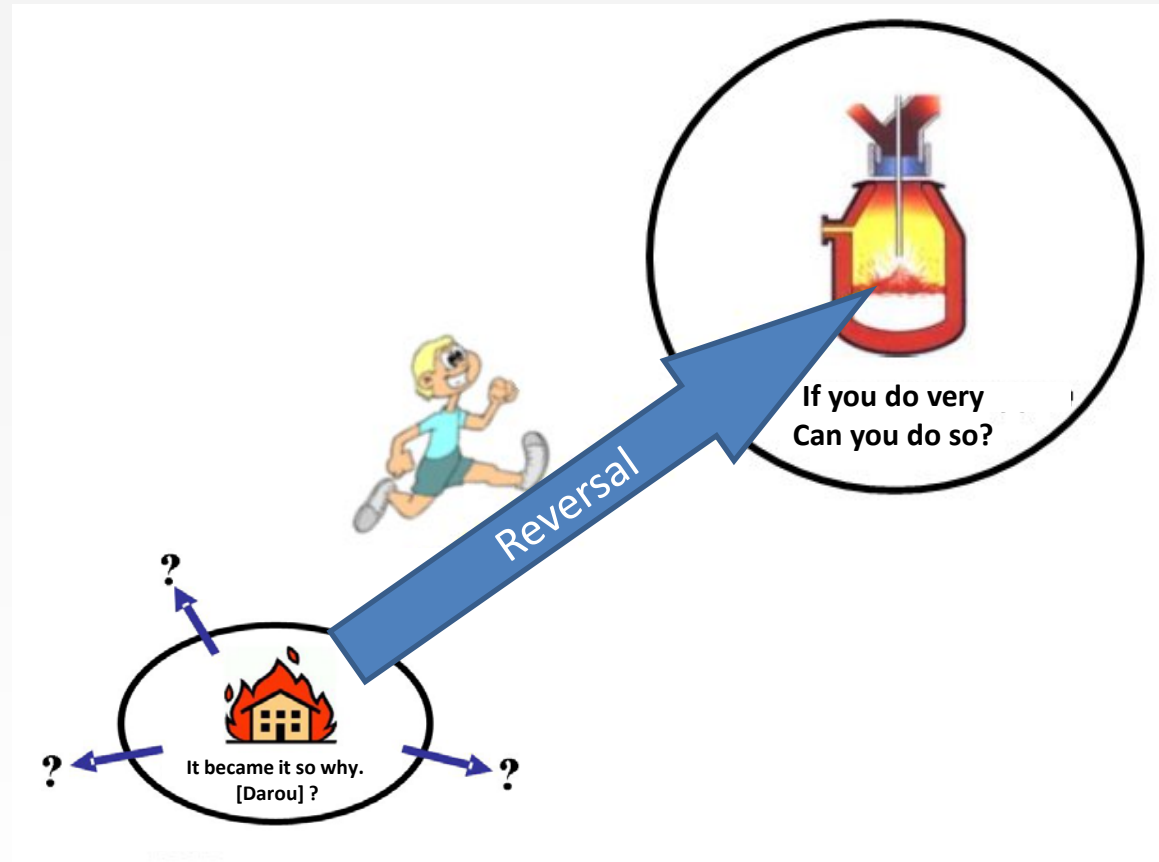 If you do very
Can you do so?
Reversal
?
?
?
It became it so why.
[Darou] ?